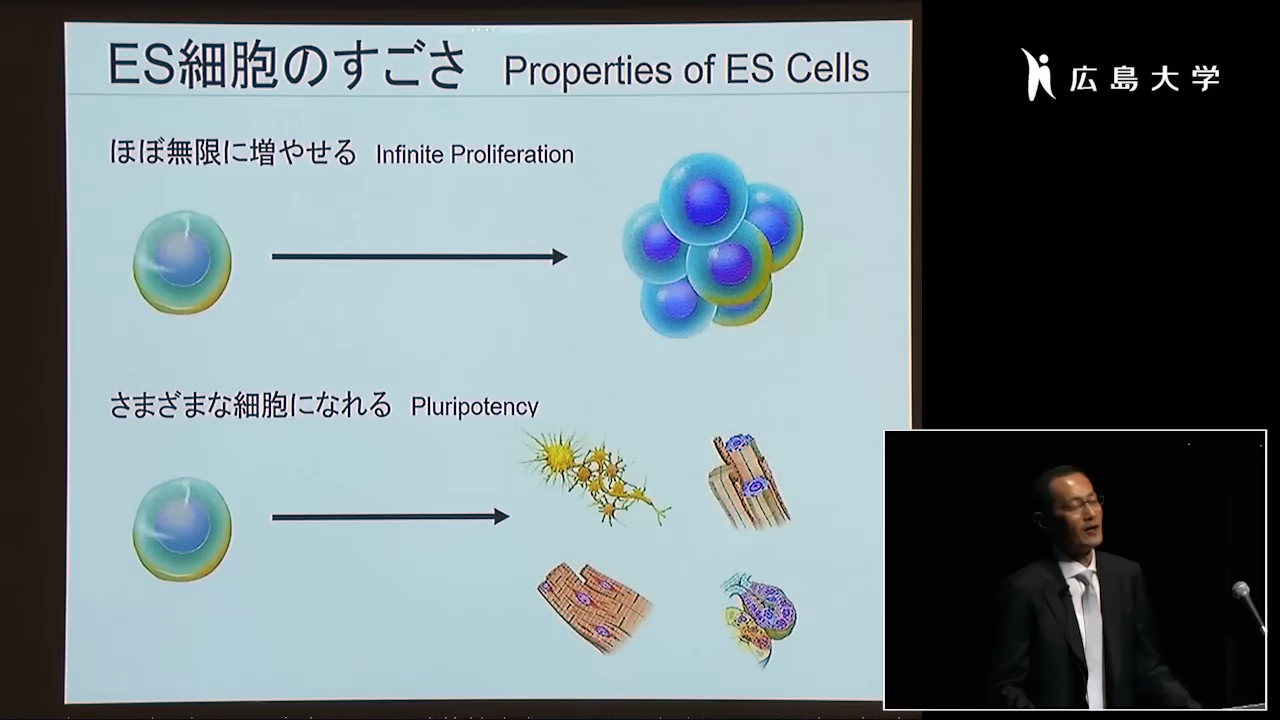 ES細胞のすごさ Properties of ES Cells
広島大学
ほぼ無限に増やせる Infinite Proliferation
さまざまな細胞になれる Pluripotency